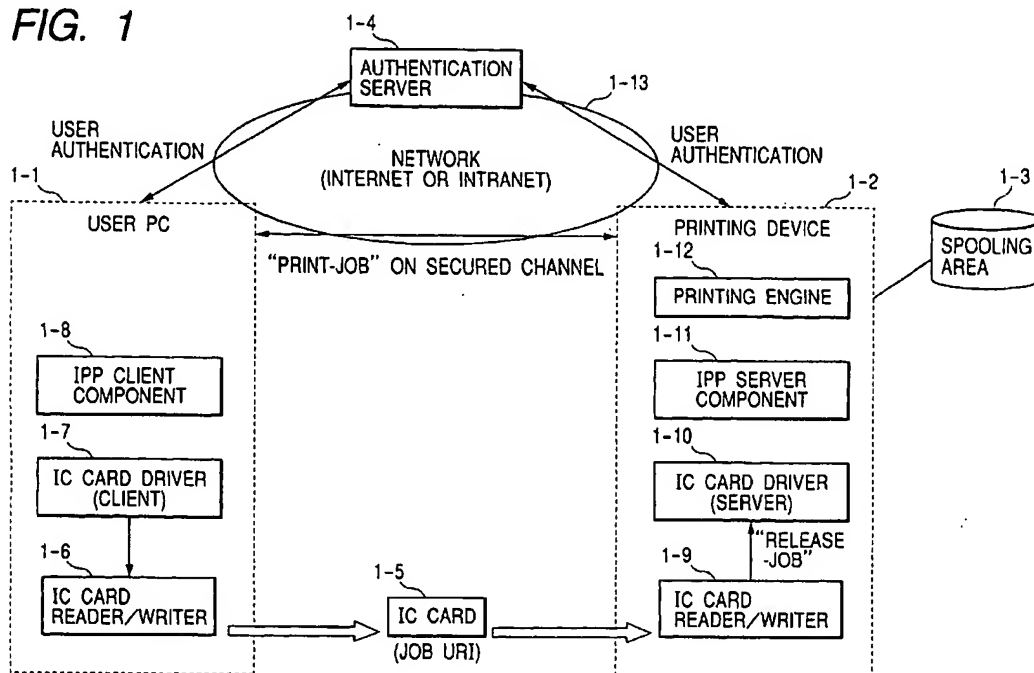 FIG. 1
1-4
AUTHENTICATION
SERVER
1-13
USER
AUTHENTICATION
NETWORK
(INTERNET OR INTRANET)
USER
AUTHENTICATION
1-1
USER PC
1-2
PRINTING DEVICE
1-3
SPOOLING
AREA
"PRINT-JOB" ON SECURED CHANNEL
1-12
PRINTING ENGINE
1-8
IPP CLIENT
COMPONENT
1-11
IPP SERVER
COMPONENT
1-7
IC CARD DRIVER
(CLIENT)
1-10
IC CARD DRIVER
(SERVER)
"RELEASE
-JOB"
1-6
IC CARD
READER/WRITER
1-5
IC CARD
(JOB URI)
1-9
IC CARD
READER/WRITER